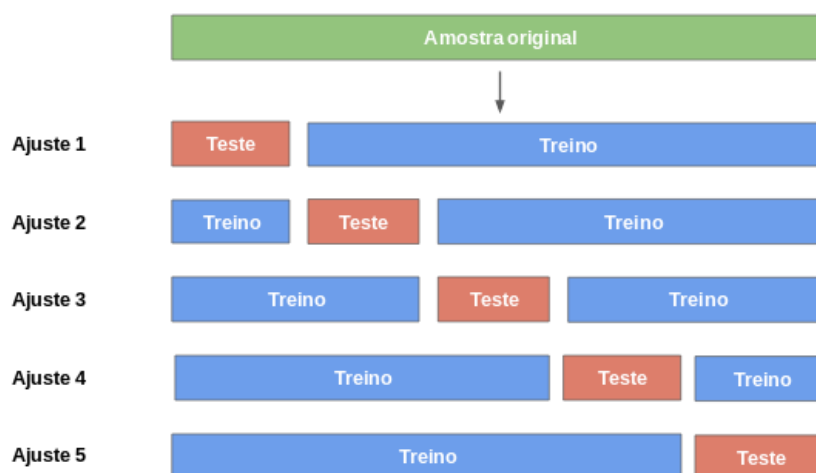 Amostra original
Ajuste 1 Teste Treino
Ajuste 2 Treino Teste Treino
Ajuste 3 Treino Teste Treino
Ajuste 4 Treino Teste Treino
Ajuste 5 Treino Teste